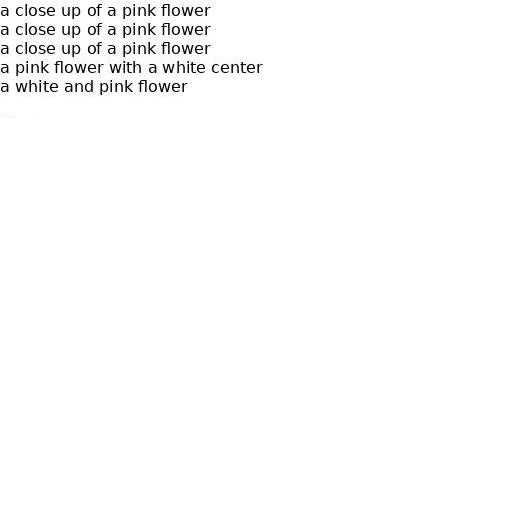 a close up of a pink flower
a close up of a pink flower
a close up of a pink flower
a pink flower with a white center
a white and pink flower